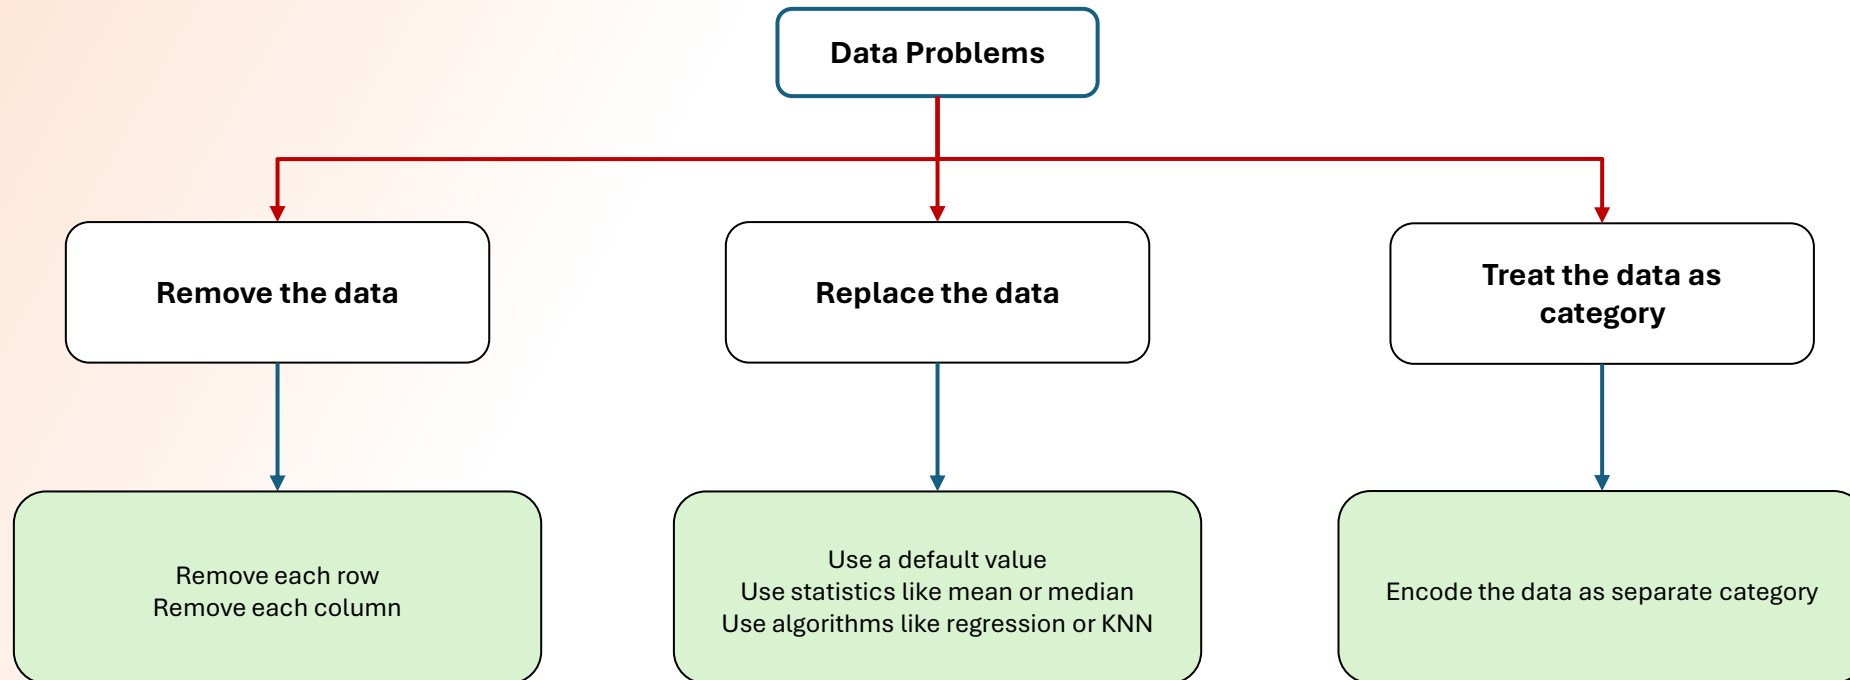 Data Problems
Remove the data
Replace the data
Treat the data as
category
Remove each row
Remove each column
Use a default value
Use statistics like mean or median
Use algorithms like regression or KNN
Encode the data as separate category